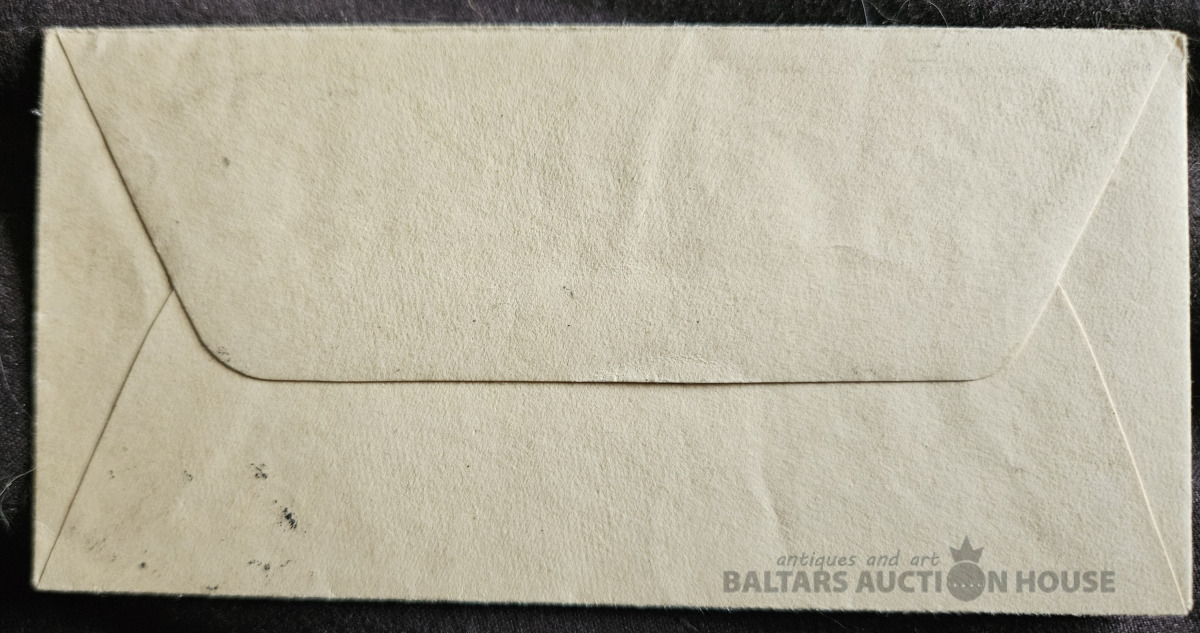 antiques and art
BALTARS AUCTION HOUSE